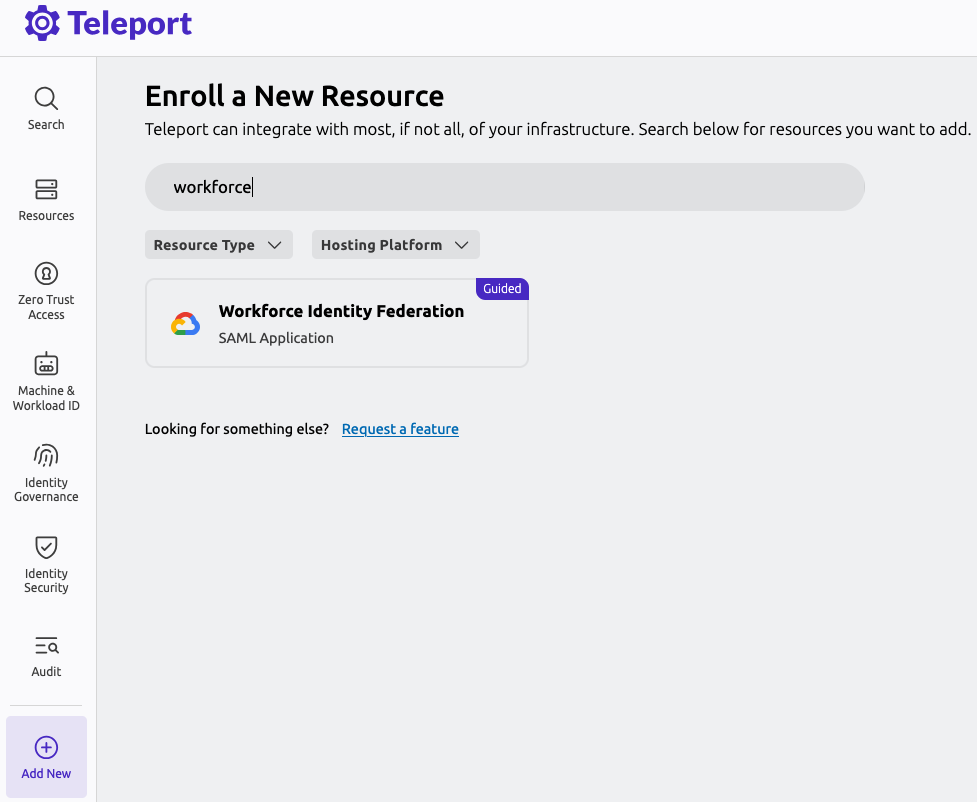 Teleport
Search
Resources
Zero Trust
Access
Machine &
Workload ID
Identity
Governance
Identity
Security
Audit
Add New
Enroll a New Resource
Teleport can integrate with most, if not all, of your infrastructure. Search below for resources you want to add.
workforce
Resource Type
Hosting Platform
Guided
Workforce Identity Federation
SAML Application
Looking for something else? Request a feature